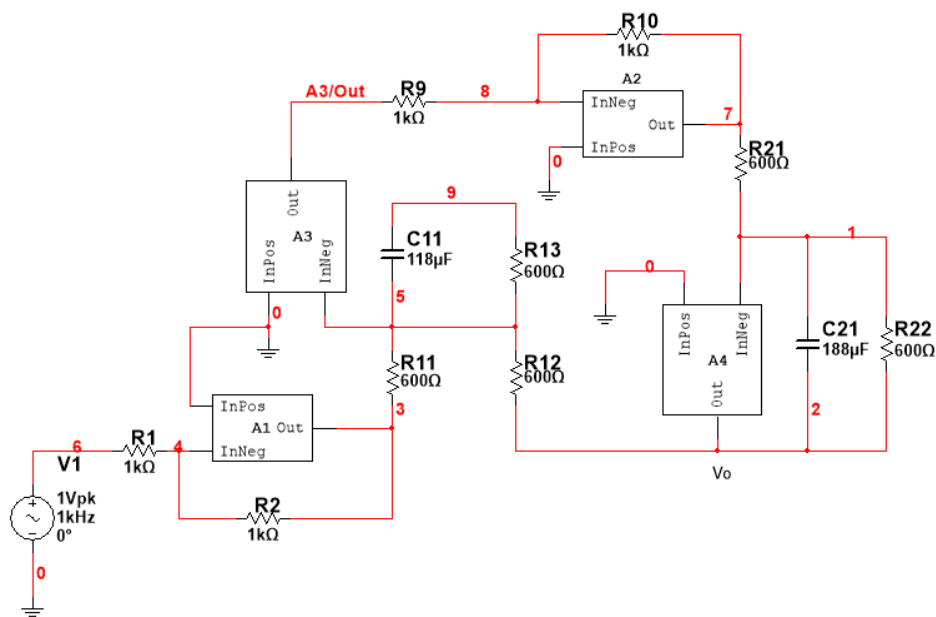 R10
1kΩ
A2
A3/Out
R9
1kΩ
8
InNeg
Out
InPos
7
0
R21
600Ω
Out
A3
InPos
InNeg
0
9
C11
118µF
5
R13
600Ω
1
0
InPos
InNeg
A4
Out
C21
188µF
R22
600Ω
2
R11
600Ω
3
R12
600Ω
InPos
A1
Out
InNeg
6
V1
R1
1kΩ
4
Vo
1Vpk
1kHz
0°
R2
1kΩ
0